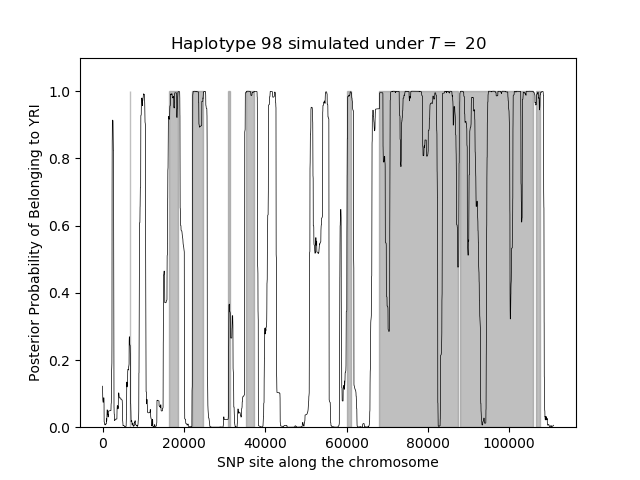 Haplotype 98 simulated under T = 20
Posterior Probability of Belonging to YRI
1.0
0.8
0.6
0.4
0.2
0.0
0 20000 40000 60000 80000 100000
SNP site along the chromosome